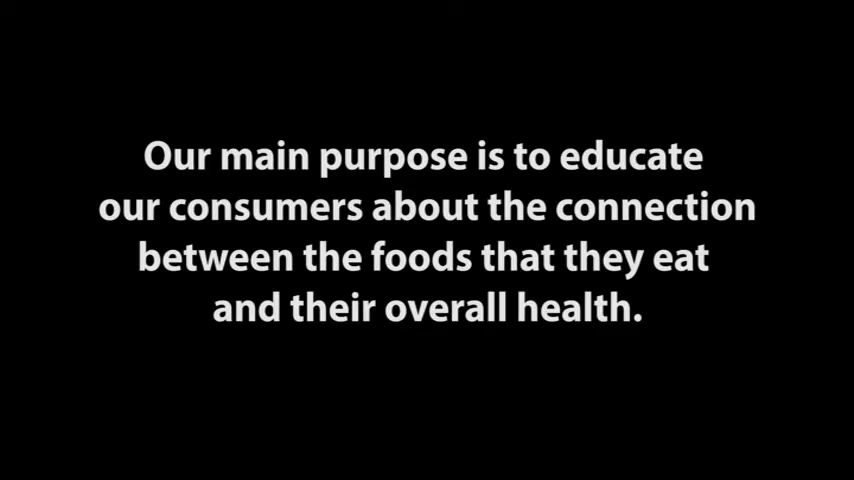 Our main purpose is to educate
our consumers about the connection
between the foods that they eat
and their overall health.